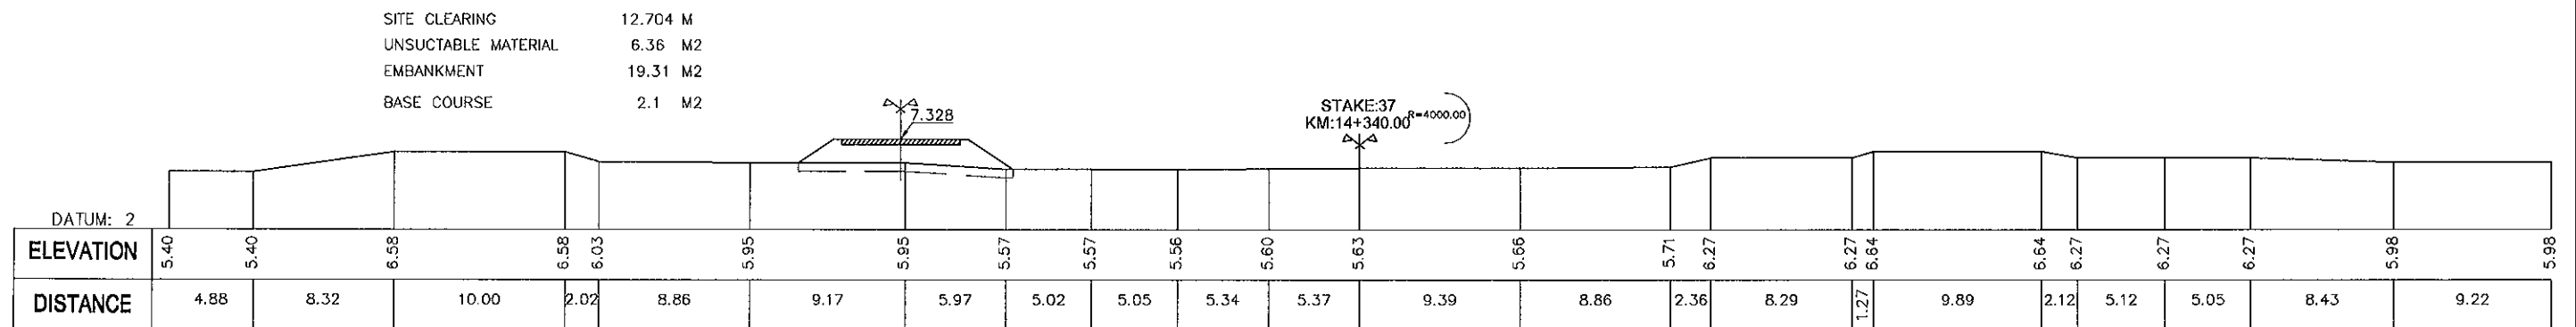 SITE CLEARING 12.704 M
UNSUCTABLE MATERIAL 6.36 M2
EMBANKMENT 19.31 M2
BASE COURSE 2.1 M2
7.328
STAKE:37
KM:14+340.00 R=4000.00
DATUM: 2
ELEVATION 5.40 5.40 6.58 6.58 6.03 5.95 5.95 5.57 5.57 5.56 5.60 5.63 5.66 5.71 6.27 6.27 6.64 6.64 6.27 6.27 6.27 5.98 5.98
DISTANCE 4.88 8.32 10.00 2.02 8.86 9.17 5.97 5.02 5.05 5.34 5.37 9.39 8.86 2.36 8.29 1.27 9.89 2.12 5.12 5.05 8.43 9.22